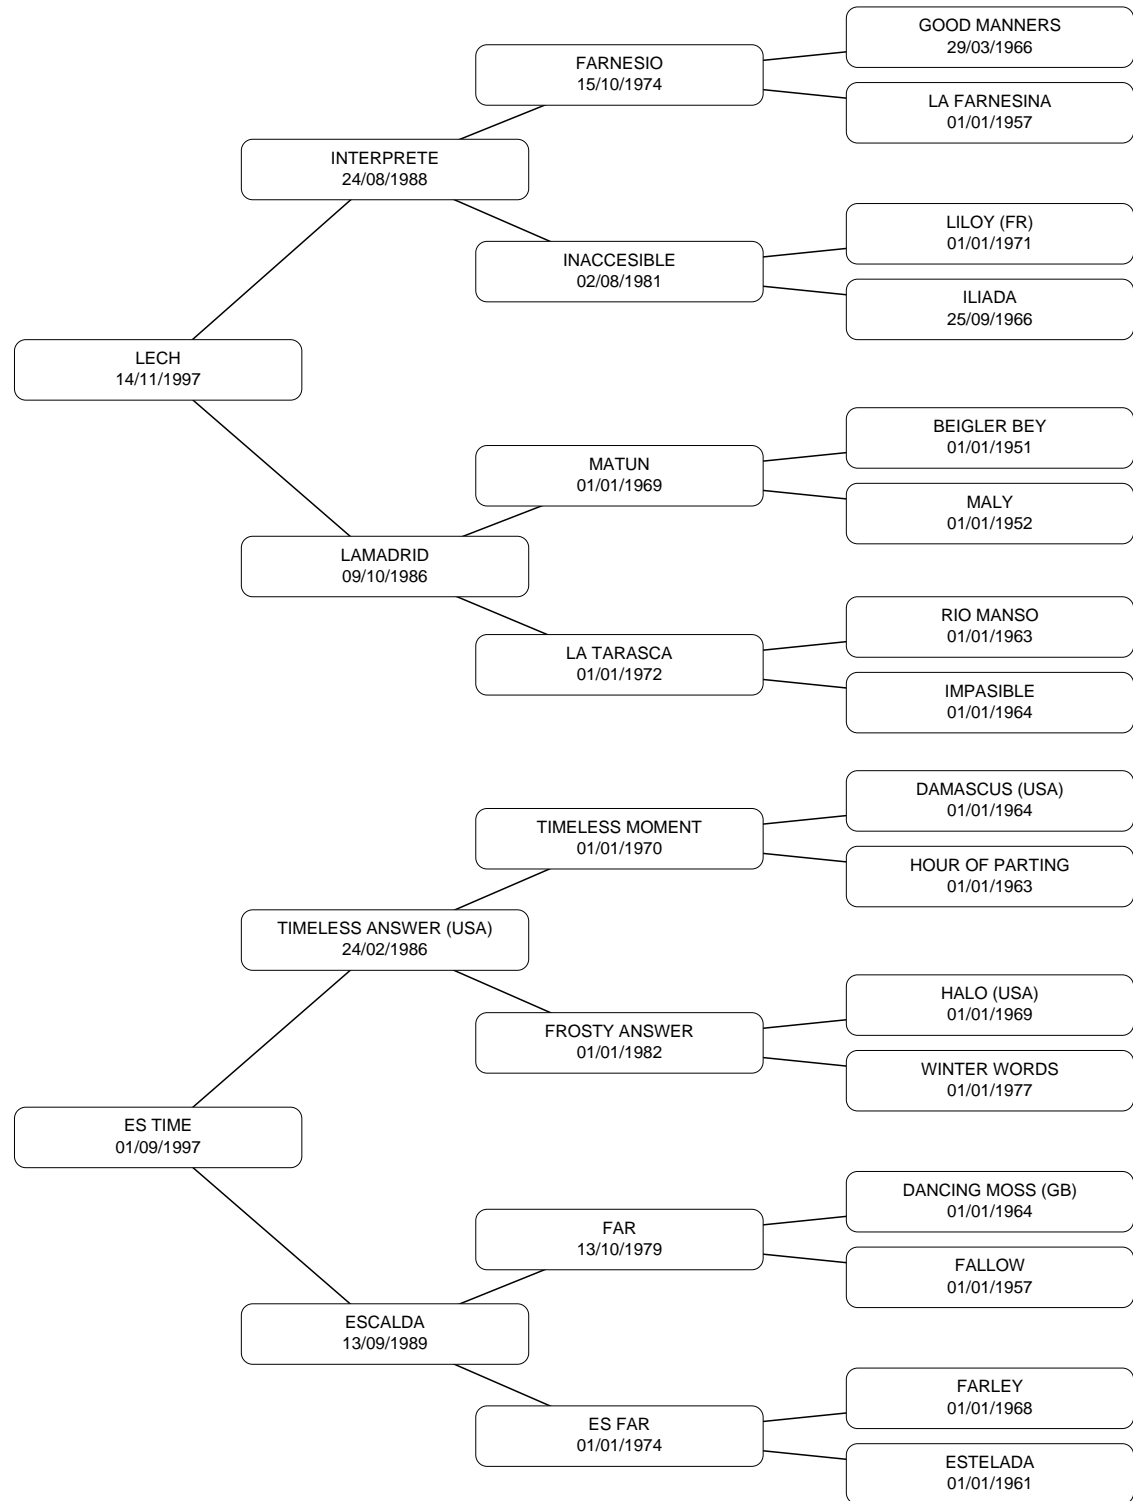 GOOD MANNERS
29/03/1966
FARNESIO
15/10/1974
LA FARNESINA
01/01/1957
INTERPRETE
24/08/1988
LILOY (FR)
01/01/1971
INACCESIBLE
02/08/1981
ILIADA
25/09/1966
LECH
14/11/1997
BEIGLER BEY
01/01/1951
MATUN
01/01/1969
MALY
01/01/1952
LAMADRID
09/10/1986
RIO MANSO
01/01/1963
LA TARASCA
01/01/1972
IMPASIBLE
01/01/1964
DAMASCUS (USA)
01/01/1964
TIMELESS MOMENT
01/01/1970
HOUR OF PARTING
01/01/1963
TIMELESS ANSWER (USA)
24/02/1986
HALO (USA)
01/01/1969
FROSTY ANSWER
01/01/1982
WINTER WORDS
01/01/1977
ES TIME
01/09/1997
DANCING MOSS (GB)
01/01/1964
FAR
13/10/1979
FALLOW
01/01/1957
ESCALDA
13/09/1989
FARLEY
01/01/1968
ES FAR
01/01/1974
ESTELADA
01/01/1961